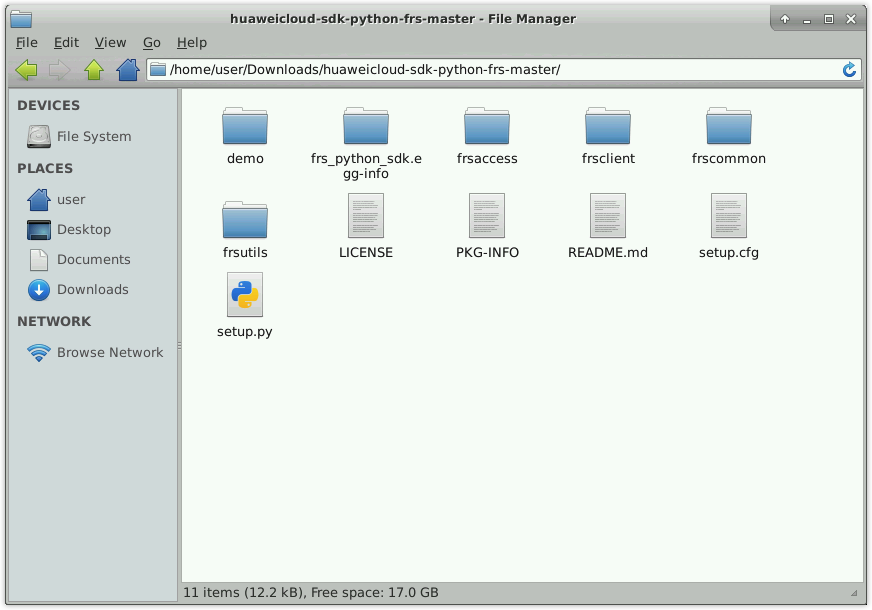 huaweicloud-sdk-python-frs-master - File Manager
File Edit View Go Help
/home/user/Downloads/huaweicloud-sdk-python-frs-master/
DEVICES
File System
PLACES
user
Desktop
Documents
Downloads
NETWORK
Browse Network
demo
frs_python_sdk.e
gg-info
frsaccess
frsclient
frscommon
frsutils
LICENSE
PKG-INFO
README.md
setup.cfg
setup.py
11 items (12.2 kB), Free space: 17.0 GB